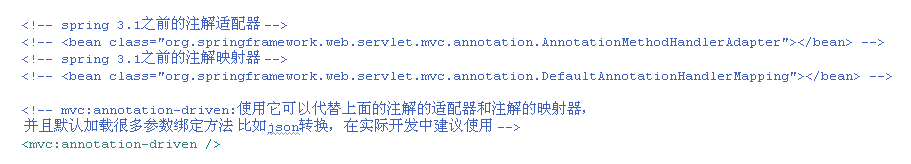 <!-- spring 3.1之前的注解适配器 -->
<!-- <bean class="org.springframework.web.servlet.mvc.annotation.AnnotationMethodHandlerAdapter"></bean> -->
<!-- spring 3.1之前的注解映射器 -->
<!-- <bean class="org.springframework.web.servlet.mvc.annotation.DefaultAnnotationHandlerMapping"></bean> -->
<!-- mvc:annotation-driven:使用它可以代替上面的注解的适配器和注解的映射器，
并且默认加载很多参数绑定方法 比如json转换，在实际开发中建议使用 -->
<mvc:annotation-driven />